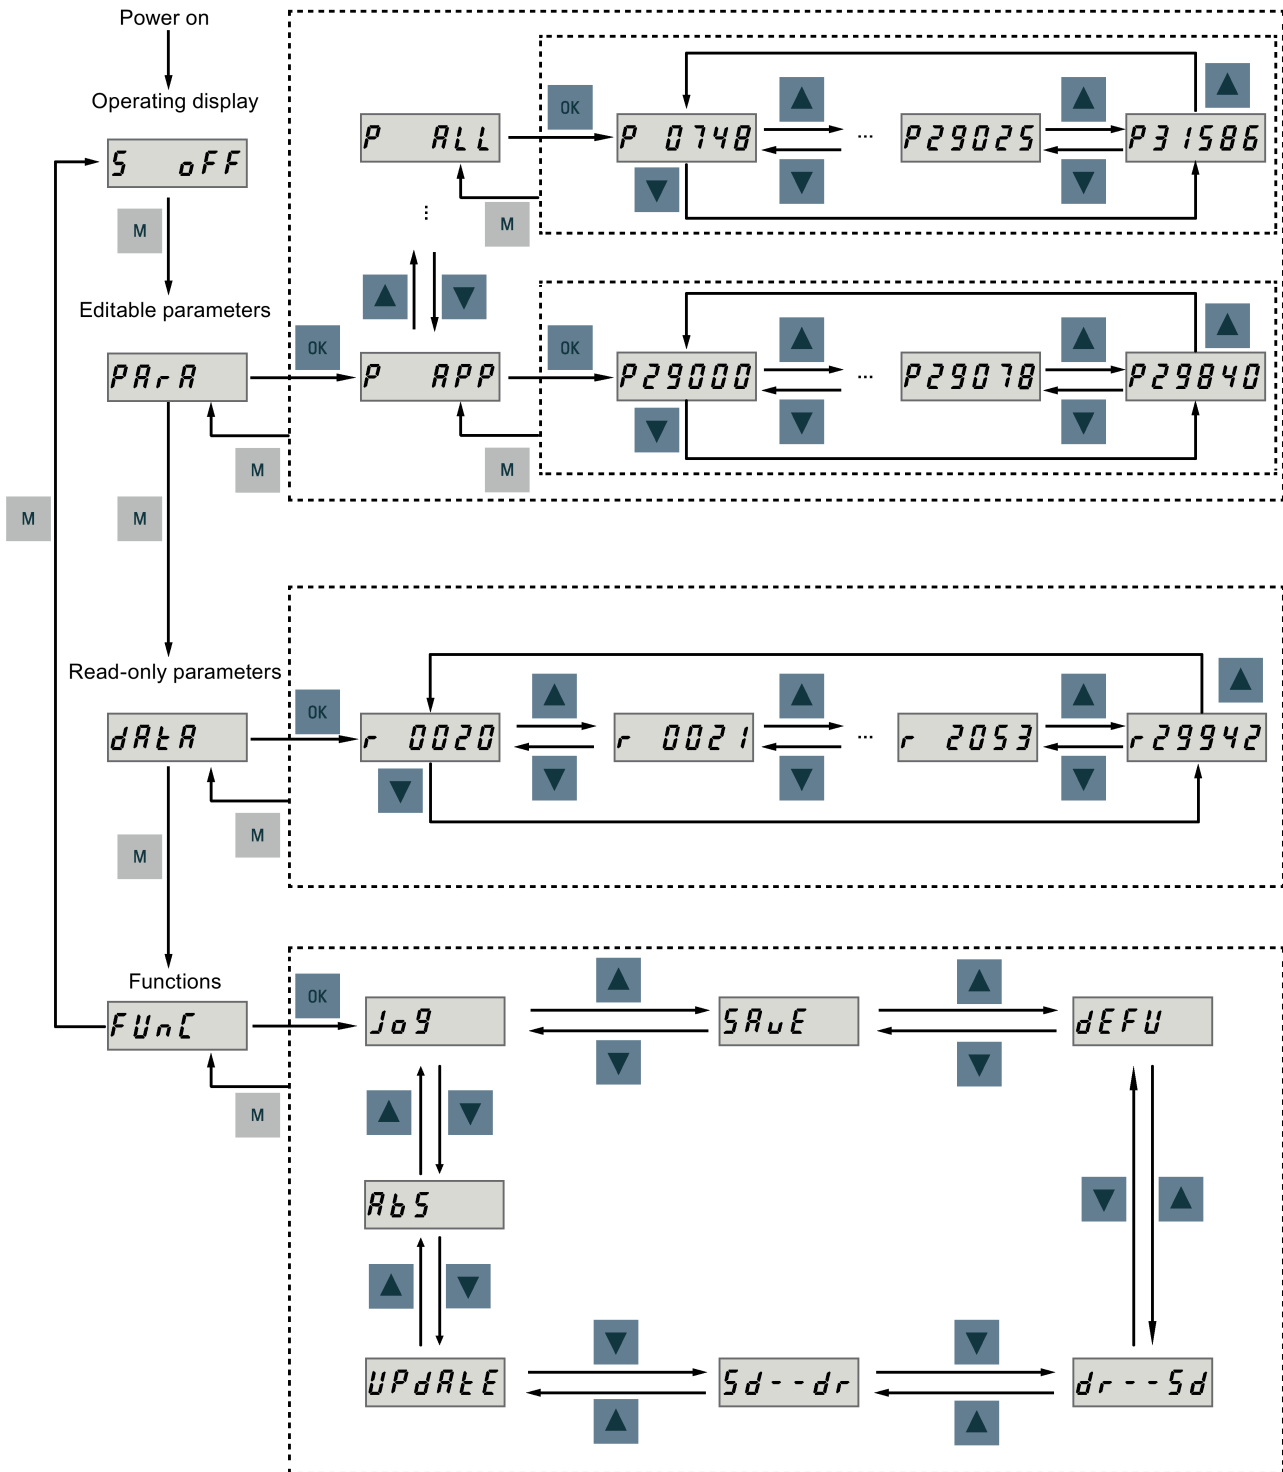 Power on
Operating display
S oFF
M
Editable parameters
PArA
M
M
Read-only parameters
dAtA
M
Functions
FUnC
OK
M
P ALL
OK
P 0748
...
P29025
P31586
M
...
P APP
OK
P29000
...
P29078
P29840
M
OK
M
r 0020
r 0021
...
r 2053
r29942
OK
M
Jog
SAvE
dEFU
AbS
UPdAtE
Sd--dr
dr--Sd